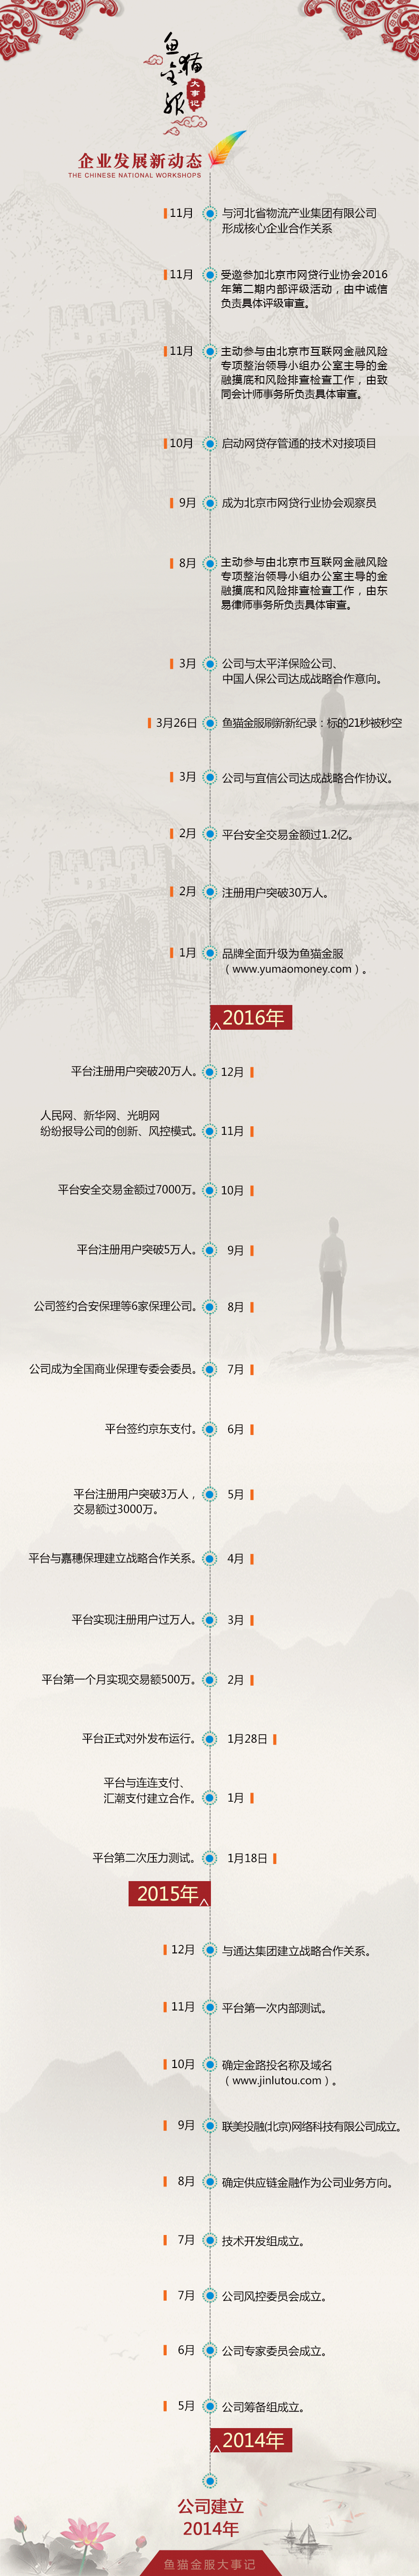 鱼猫
金服
大事记
企业发展新动态
THE CHINESE NATIONAL WORKSHOPS
11月
与河北省物流产业集团有限公司
形成核心企业合作关系
11月
受邀参加北京市网贷行业协会2016
年第二期内部评级活动，由中诚信
负责具体评级审查。
11月
主动参与由北京市互联网金融风险
专项整治领导小组办公室主导的金
融摸底和风险排查检查工作，由致
同会计师事务所负责具体审查。
10月
启动网贷存管通的技术对接项目
9月
成为北京市网贷行业协会观察员
8月
主动参与由北京市互联网金融风险
专项整治领导小组办公室主导的金
融摸底和风险排查检查工作，由东
易律师事务所负责具体审查。
3月
公司与太平洋保险公司、
中国人保公司达成战略合作意向。
3月26日
鱼猫金服刷新新纪录：标的21秒被秒空
3月
公司与宜信公司达成战略合作协议。
2月
平台安全交易金额过1.2亿。
2月
注册用户突破30万人。
1月
品牌全面升级为鱼猫金服
（www.yumaomoney.com）。
2016年
平台注册用户突破20万人。
12月
人民网、新华网、光明网
纷纷报导公司的创新、风控模式。
11月
平台安全交易金额过7000万。
10月
平台注册用户突破5万人。
9月
公司签约合安保理等6家保理公司。
8月
公司成为全国商业保理专委会委员。
7月
平台签约京东支付。
6月
平台注册用户突破3万人，
交易额过3000万。
5月
平台与嘉穗保理建立战略合作关系。
4月
平台实现注册用户过万人。
3月
平台第一个月实现交易额500万。
2月
平台正式对外发布运行。
1月28日
平台与连连支付、
汇潮支付建立合作。
1月
平台第二次压力测试。
1月18日
2015年
12月
与通达集团建立战略合作关系。
11月
平台第一次内部测试。
10月
确定金路投名称及域名
（www.jinlutou.com）。
9月
联美投融(北京)网络科技有限公司成立。
8月
确定供应链金融作为公司业务方向。
7月
技术开发组成立。
7月
公司风控委员会成立。
6月
公司专家委员会成立。
5月
公司筹备组成立。
2014年
公司建立
2014年
鱼猫金服大事记